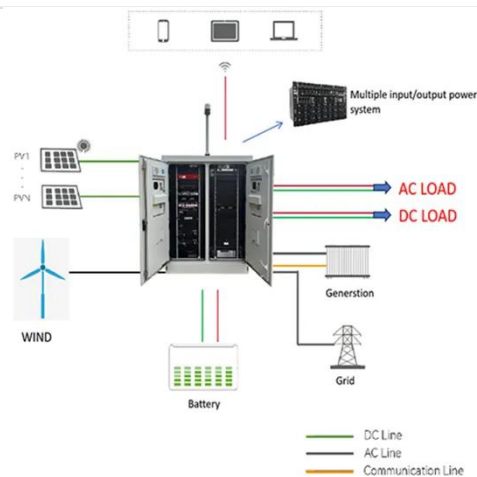 Multiple input/output power
system
PV1
PVN
AC LOAD
DC LOAD
WIND
Generstion
Battery
Grid
DC Line
AC Line
Communication Line